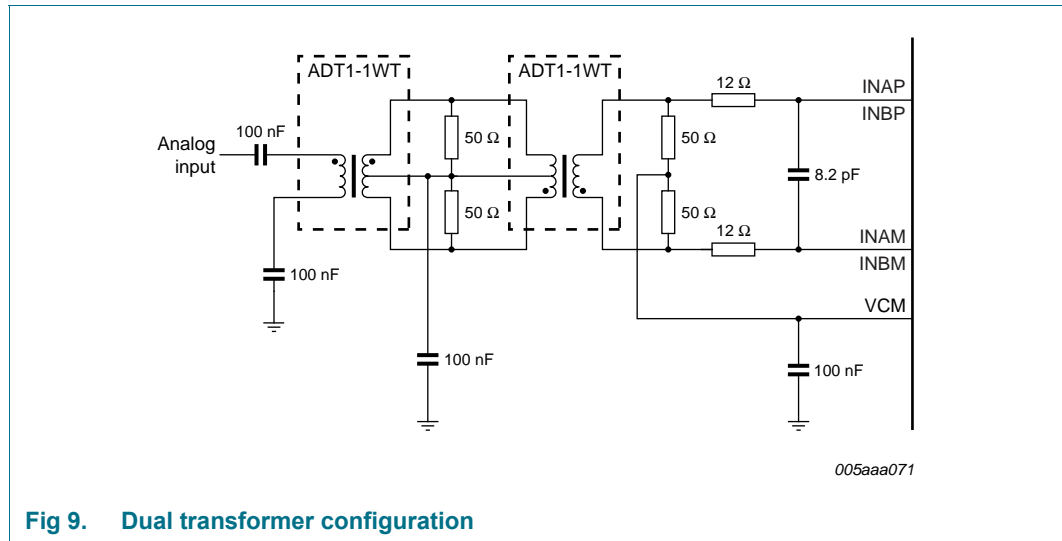 ADT1-1WT
ADT1-1WT
12 Ω
INAP
INBP
Analog
input
100 nF
50 Ω
50 Ω
8.2 pF
50 Ω
50 Ω
12 Ω
INAM
INBM
100 nF
VCM
100 nF
100 nF
005aaa071
Fig 9. Dual transformer configuration